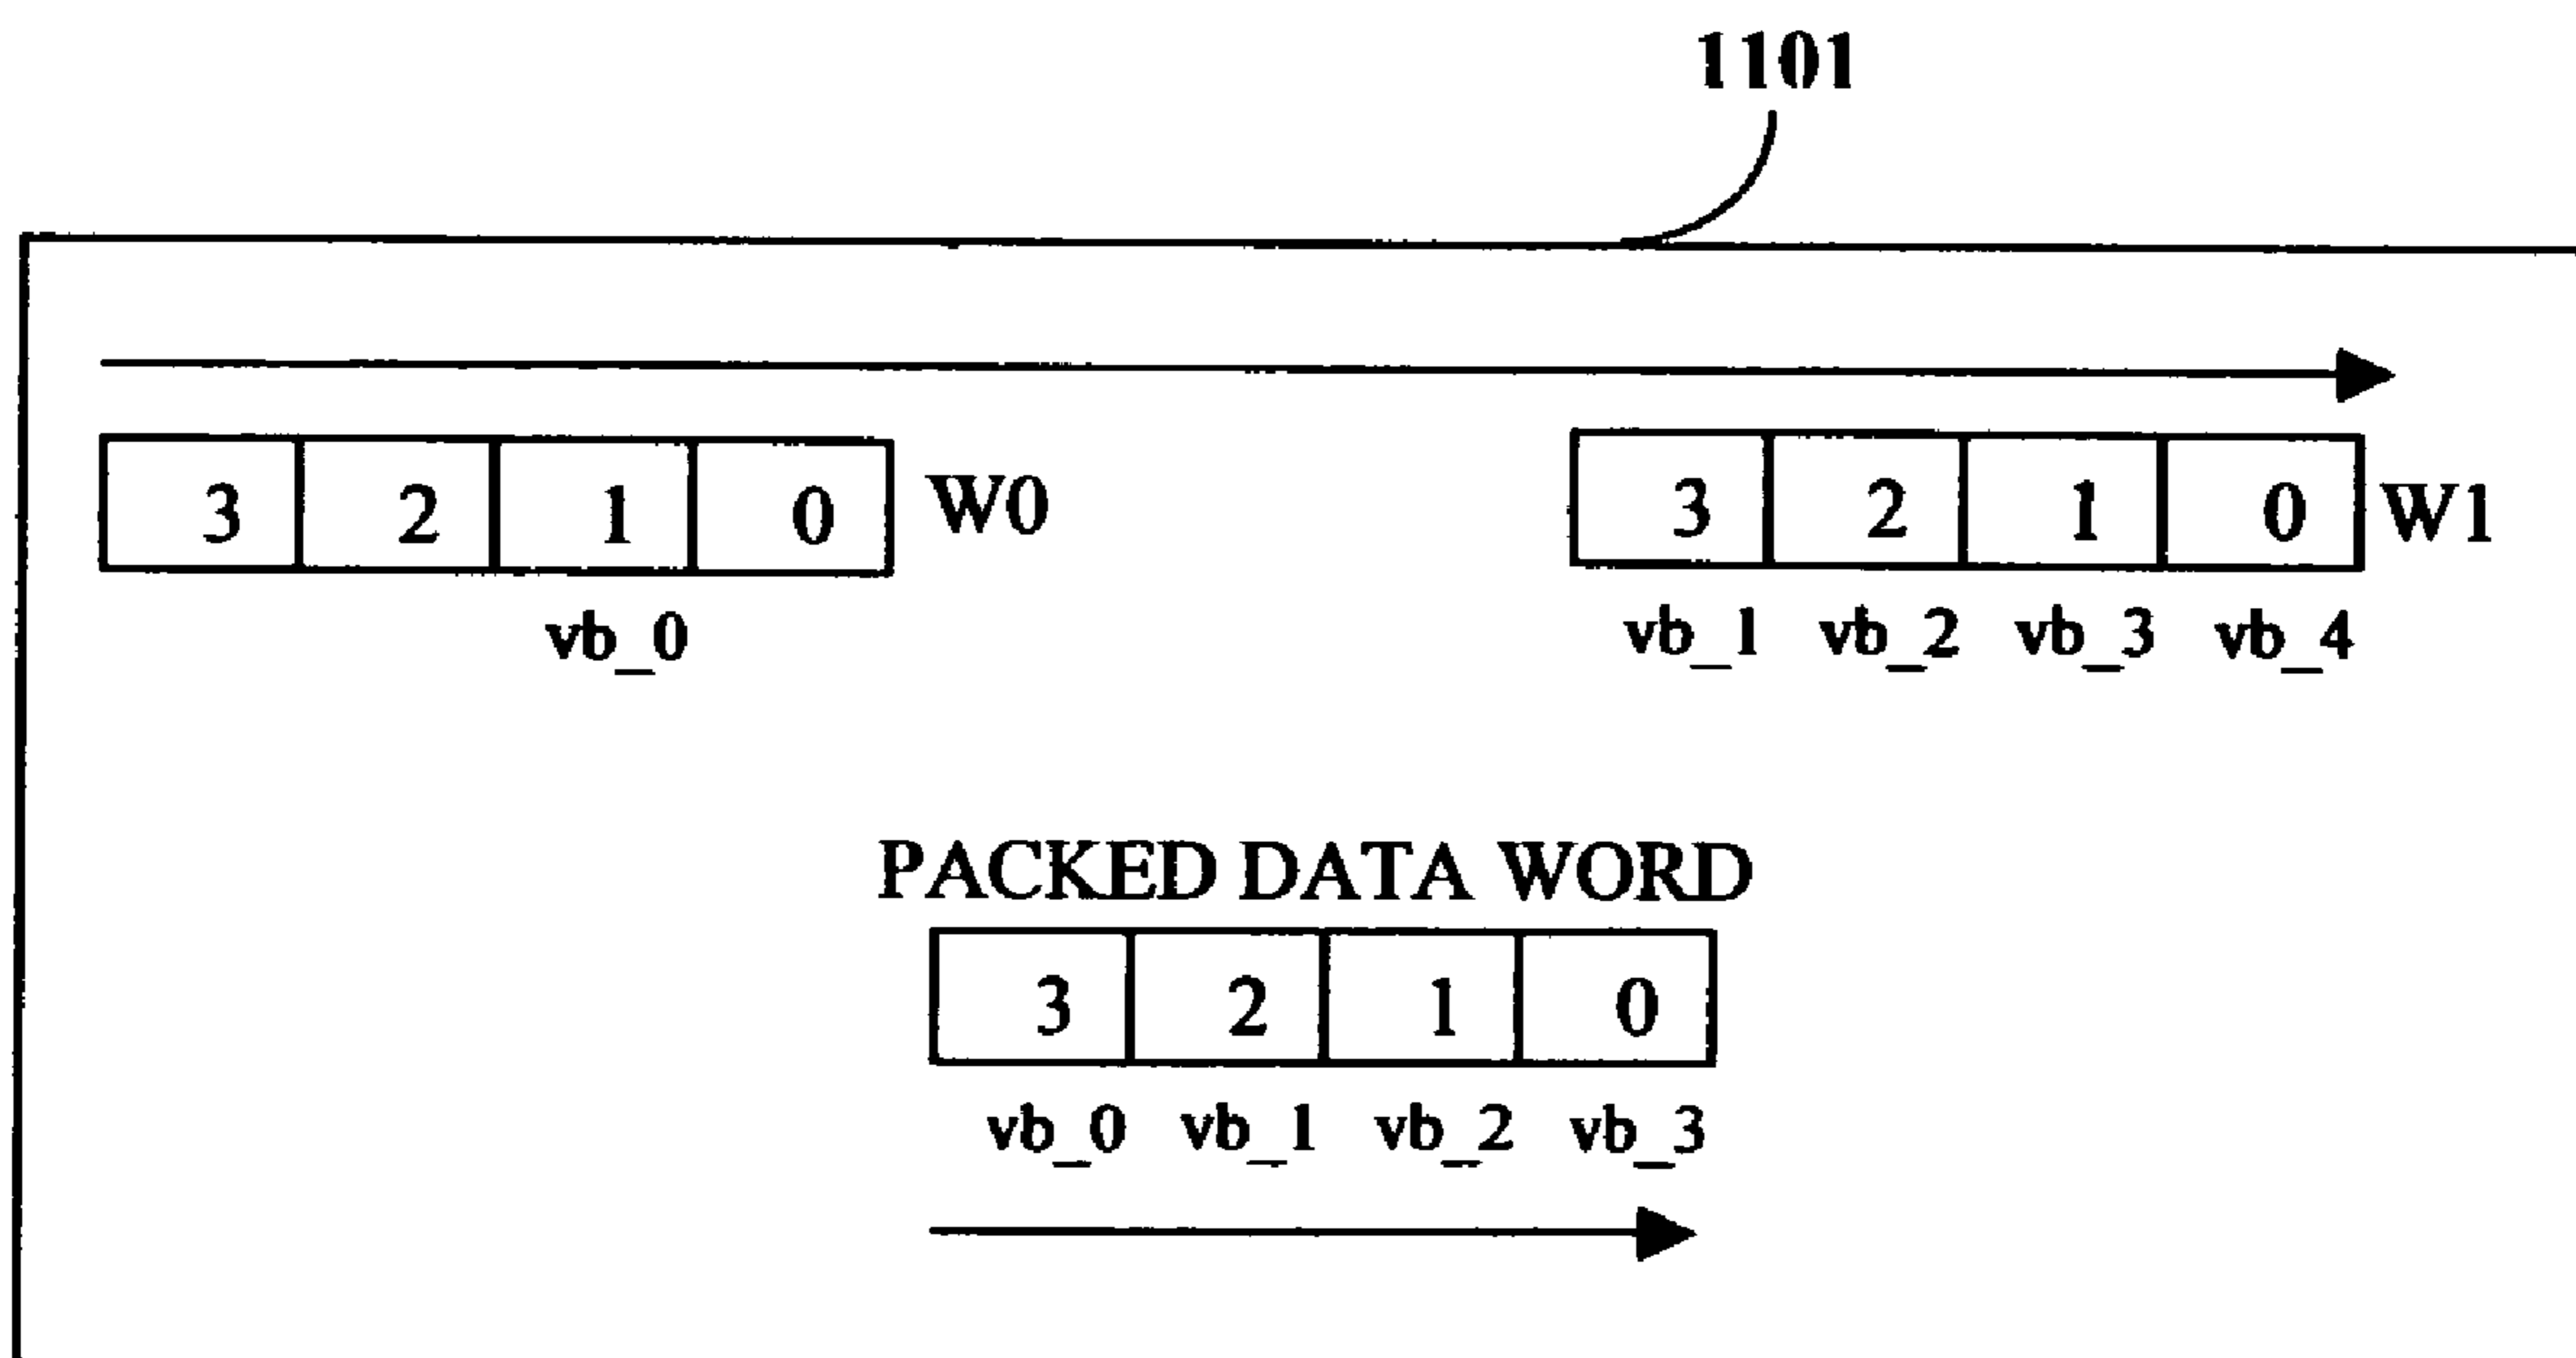 1101
3 2 1 0 W0 3 2 1 0 W1
vb_0 vb_1 vb_2 vb_3 vb_4
PACKED DATA WORD
3 2 1 0
vb_0 vb_1 vb_2 vb_3